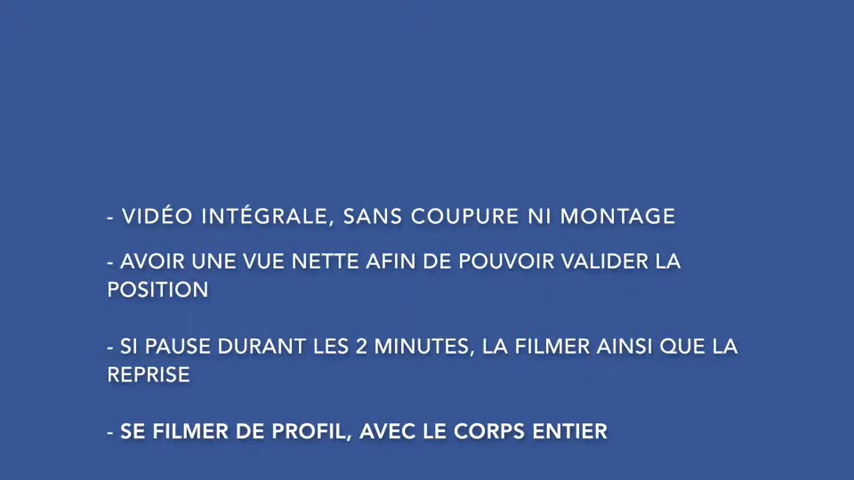 - VIDÉO INTÉGRALE, SANS COUPURE NI MONTAGE
- AVOIR UNE VUE NETTE AFIN DE POUVOIR VALIDER LA
POSITION
- SI PAUSE DURANT LES 2 MINUTES, LA FILMER AINSI QUE LA
REPRISE
- SE FILMER DE PROFIL, AVEC LE CORPS ENTIER